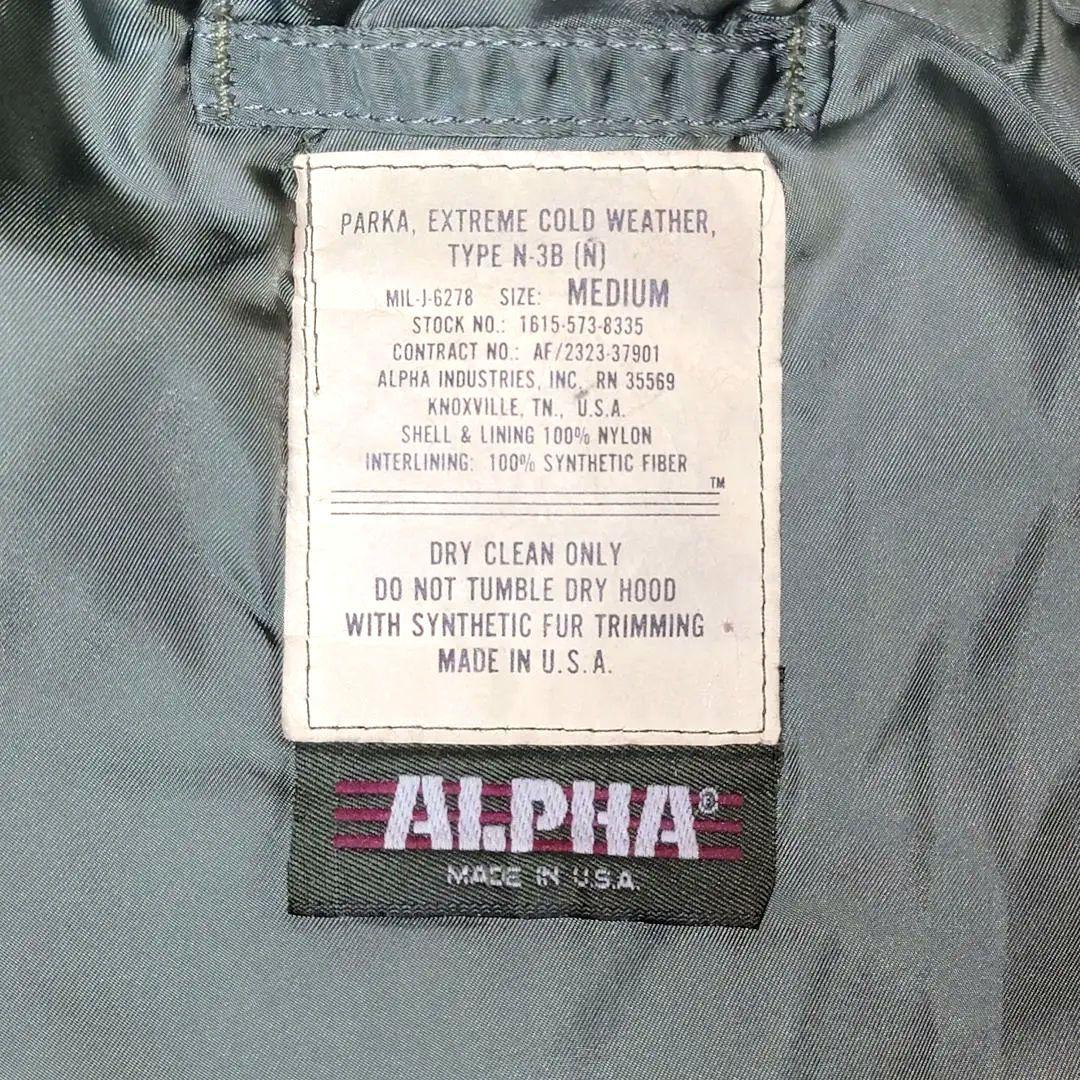 PARKA, EXTREME COLD WEATHER,
TYPE N-3B (N)
MIL-J-6278 SIZE: MEDIUM
STOCK NO.: 1615-573-8335
CONTRACT NO.: AF/2323-37901
ALPHA INDUSTRIES, INC. RN 35569
KNOXVILLE, TN., U.S.A.
SHELL & LINING 100% NYLON
INTERLINING: 100% SYNTHETIC FIBER
TM
DRY CLEAN ONLY
DO NOT TUMBLE DRY HOOD
WITH SYNTHETIC FUR TRIMMING
MADE IN U.S.A.
ALPHA®
MADE IN U.S.A.